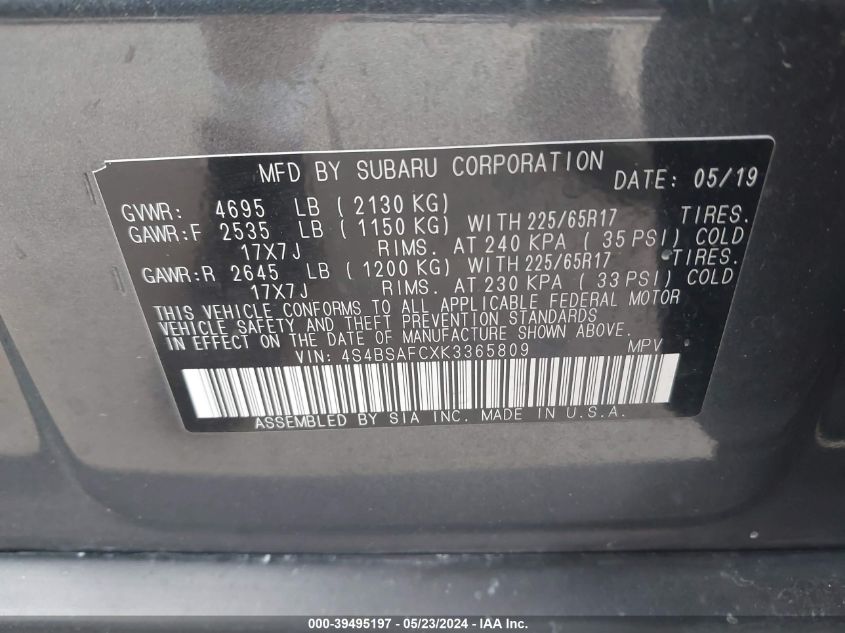 MFD BY SUBARU CORPORATION DATE: 05/19
GVWR: 4695 LB ( 2130 KG)
GAWR:F 2535 LB ( 1150 KG) WITH 225/65R17 TIRES.
17X7J RIMS. AT 240 KPA ( 35 PSI) COLD
GAWR:R 2645 LB ( 1200 KG) WITH 225/65R17 TIRES.
17X7J RIMS. AT 230 KPA ( 33 PSI) COLD
THIS VEHICLE CONFORMS TO ALL APPLICABLE FEDERAL MOTOR
VEHICLE SAFETY AND THEFT PREVENTION STANDARDS
IN EFFECT ON THE DATE OF MANUFACTURE SHOWN ABOVE.
VIN: 4S4BSAFCXK3365809 MPV
ASSEMBLED BY SIA INC. MADE IN U.S.A.
000-39495197 - 05/23/2024 - IAA Inc.